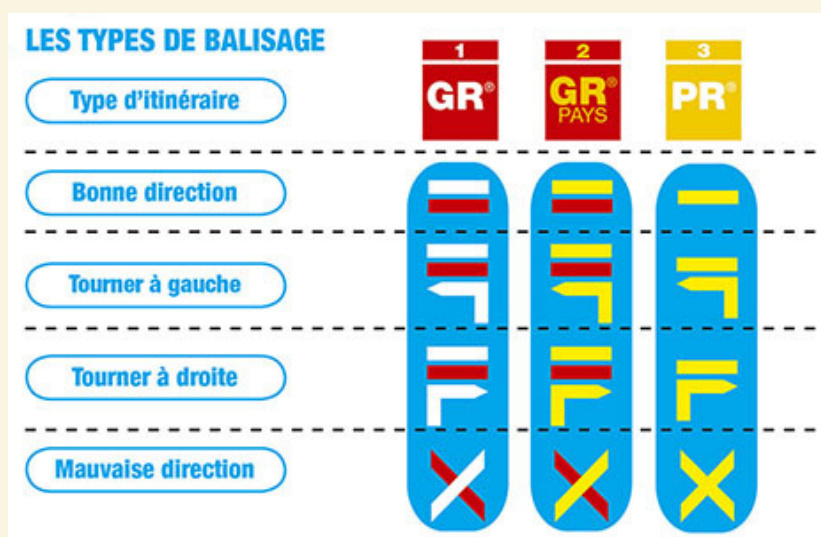 LES TYPES DE BALISAGE
1
2
3
Type d'itinéraire
GR®
GR®
PAYS
PR®
Bonne direction
Tourner à gauche
Tourner à droite
Mauvaise direction